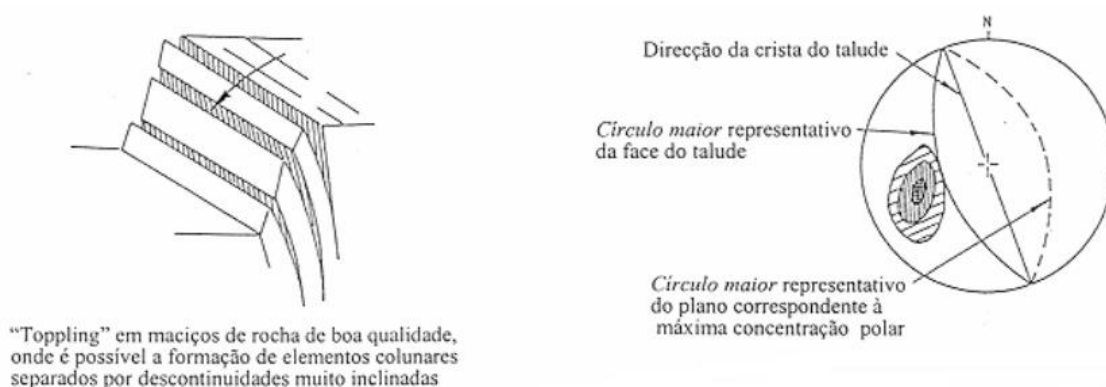 "Toppling" em maciços de rocha de boa qualidade,
onde é possível a formação de elementos colunares
separados por descontinuidades muito inclinadas
N
Direcção da crista do talude
Círculo maior representativo
da face do talude
Círculo maior representativo
do plano correspondente à
máxima concentração polar